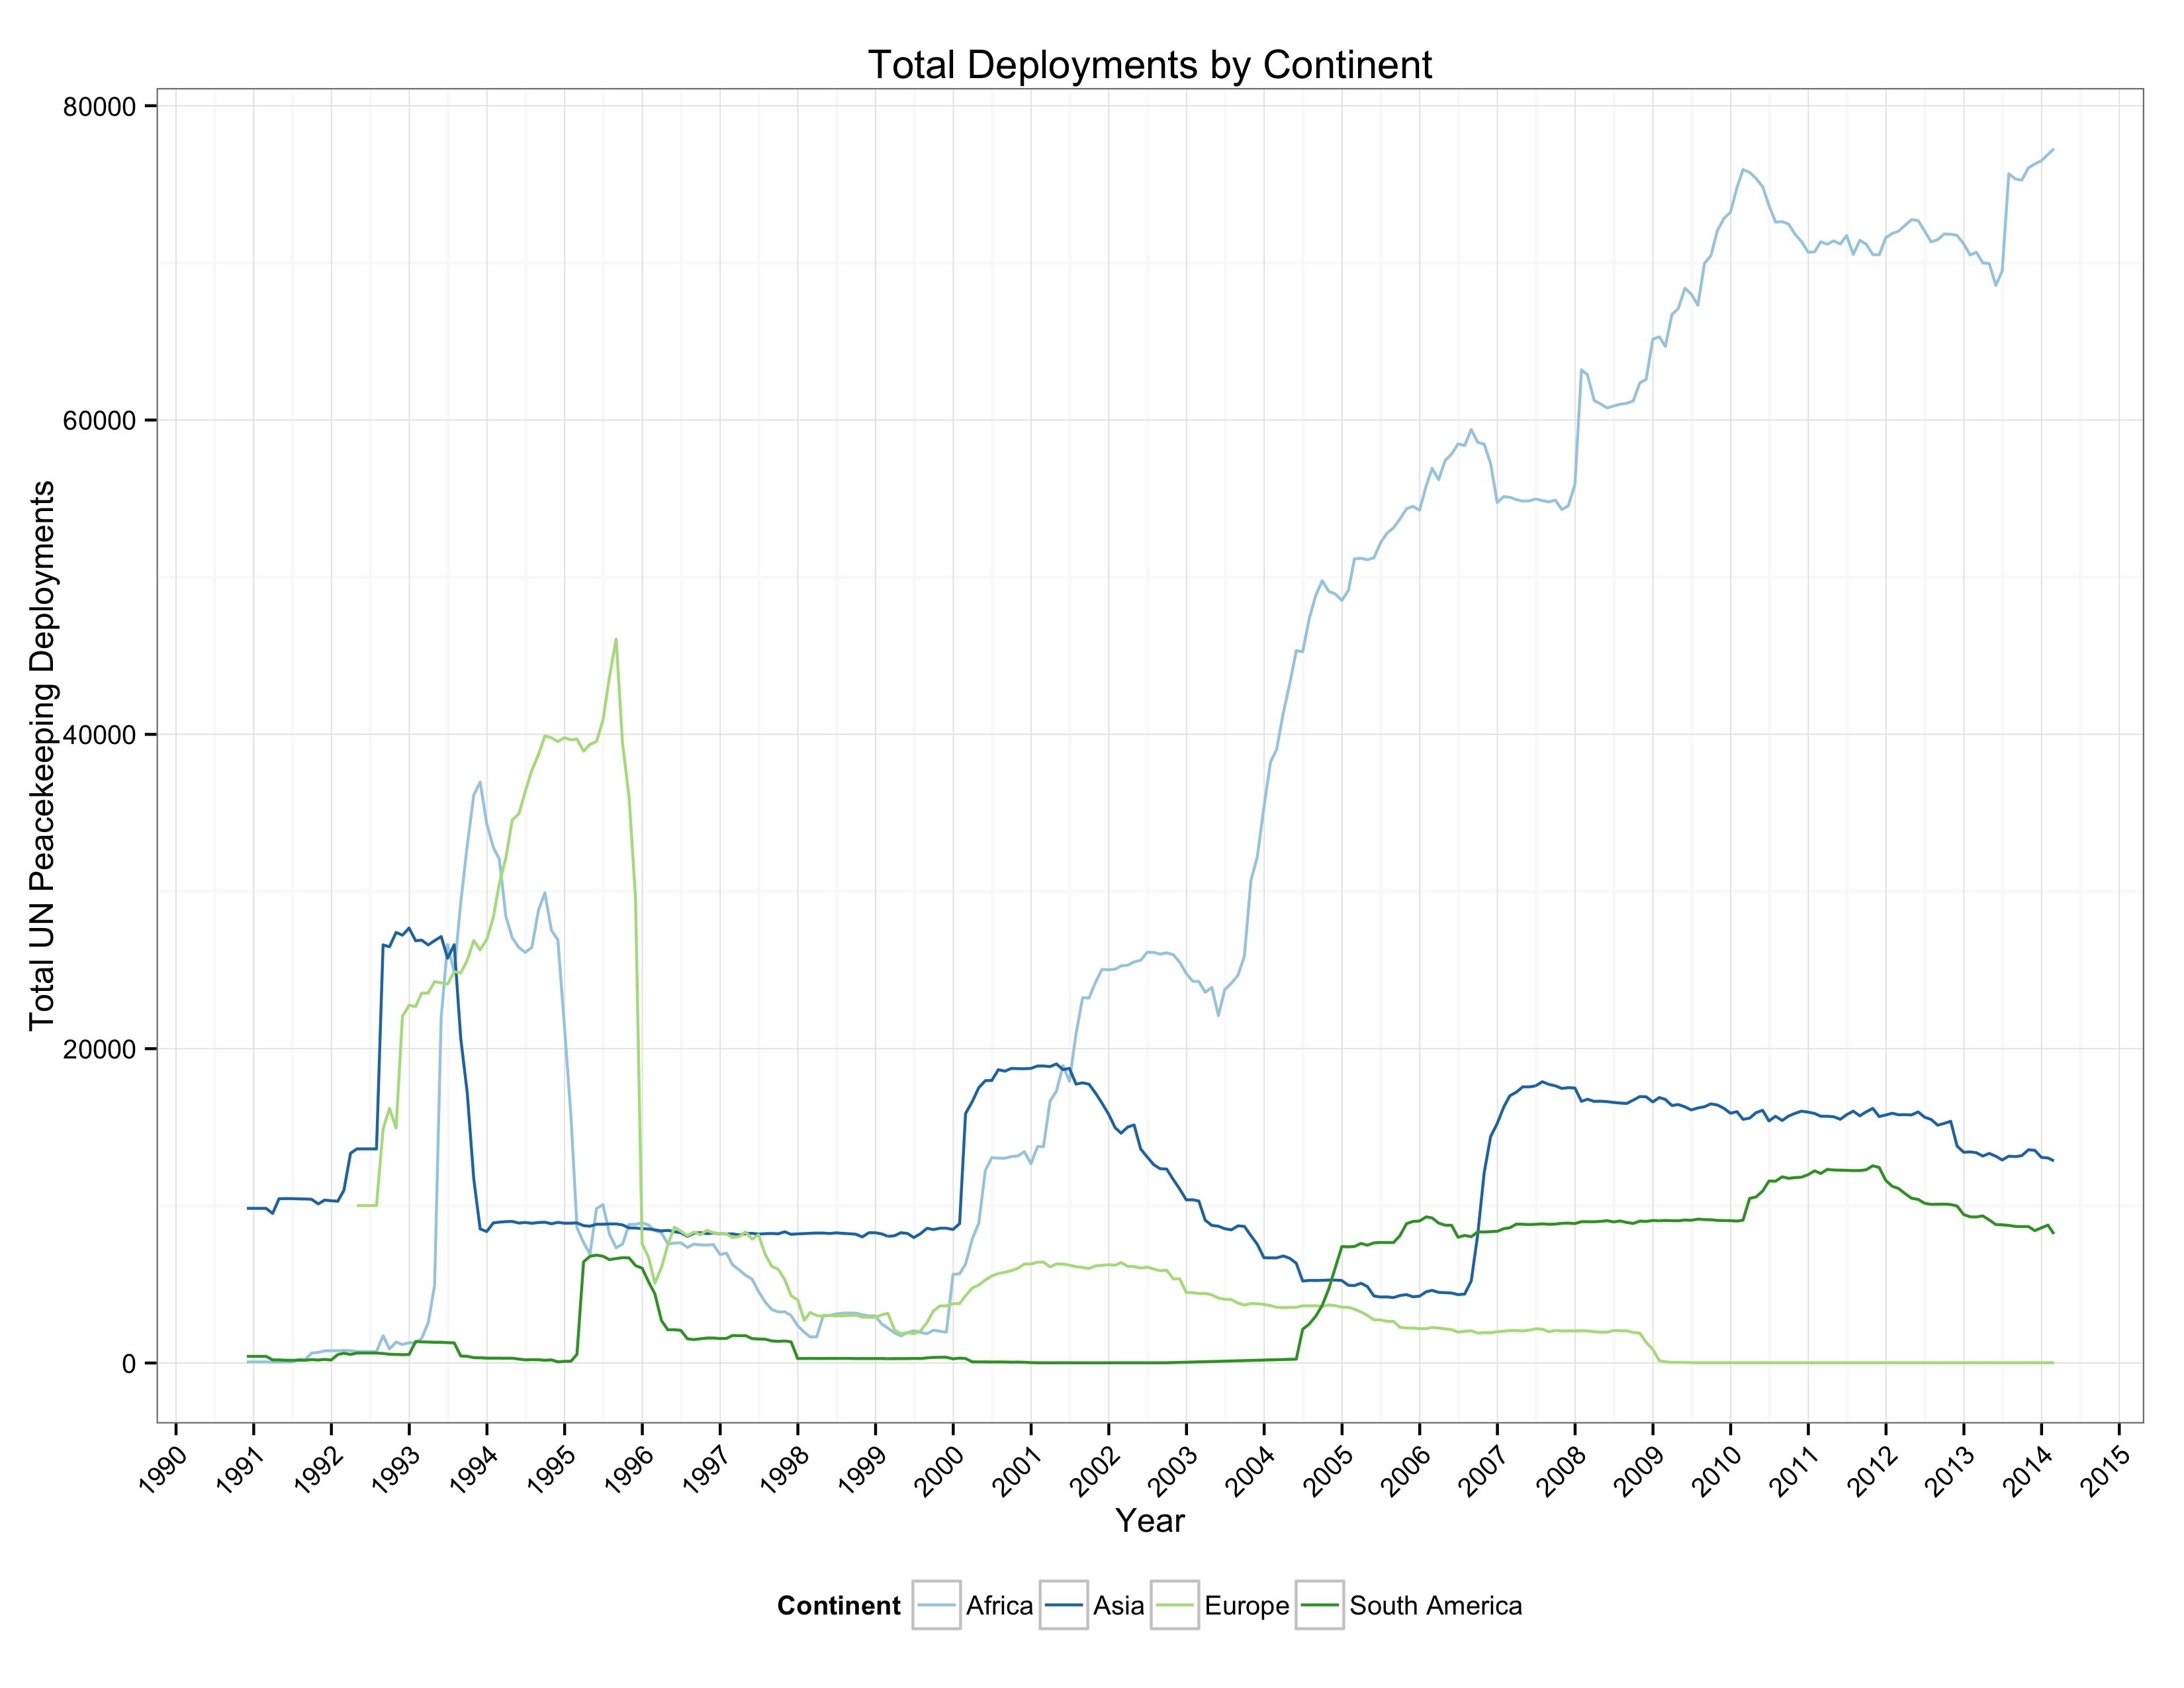 Total Deployments by Continent
Total UN Peacekeeping Deployments
80000
60000
40000
20000
0
1990 1991 1992 1993 1994 1995 1996 1997 1998 1999 2000 2001 2002 2003 2004 2005 2006 2007 2008 2009 2010 2011 2012 2013 2014 2015
Year
Continent Africa Asia Europe South America